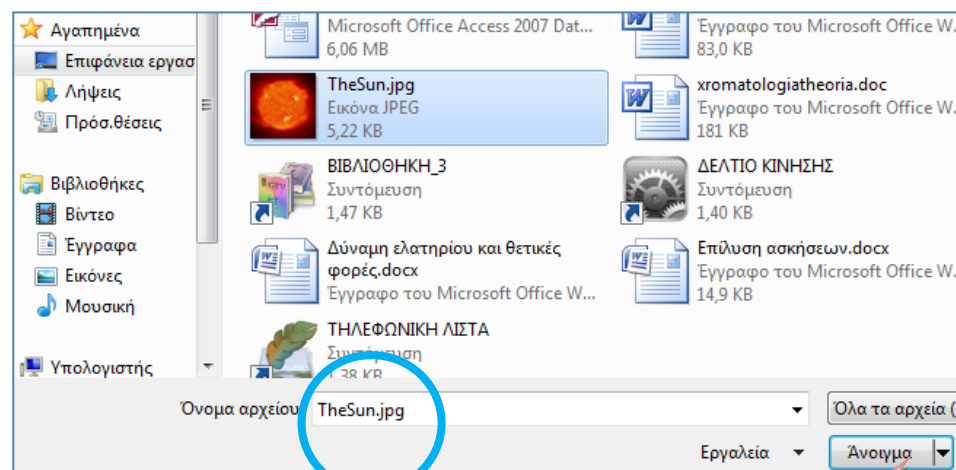 Αγαπημένα
Επιφάνεια εργασ
Λήψεις
Πρόσ.θέσεις
Βιβλιοθήκες
Βίντεο
Έγγραφα
Εικόνες
Μουσική
Υπολογιστής
Microsoft Office Access 2007 Dat...
6,06 MB
Έγγραφο του Microsoft Office W.
83,0 KB
TheSun.jpg
Εικόνα JPEG
5,22 KB
xromatologiatheoria.doc
Έγγραφο του Microsoft Office W.
181 KB
ΒΙΒΛΙΟΘΗΚΗ_3
Συντόμευση
1,47 KB
ΔΕΛΤΙΟ ΚΙΝΗΣΗΣ
Συντόμευση
1,40 KB
Δύναμη ελατηρίου και θετικές
φορές.docx
Έγγραφο του Microsoft Office W...
Επίλυση ασκήσεων.docx
Έγγραφο του Microsoft Office W.
14,9 KB
ΤΗΛΕΦΩΝΙΚΗ ΛΙΣΤΑ
Συντόμευση
1,38 KB
Όνομα αρχείου
TheSun.jpg
Όλα τα αρχεία (
Εργαλεία
Άνοιγμα